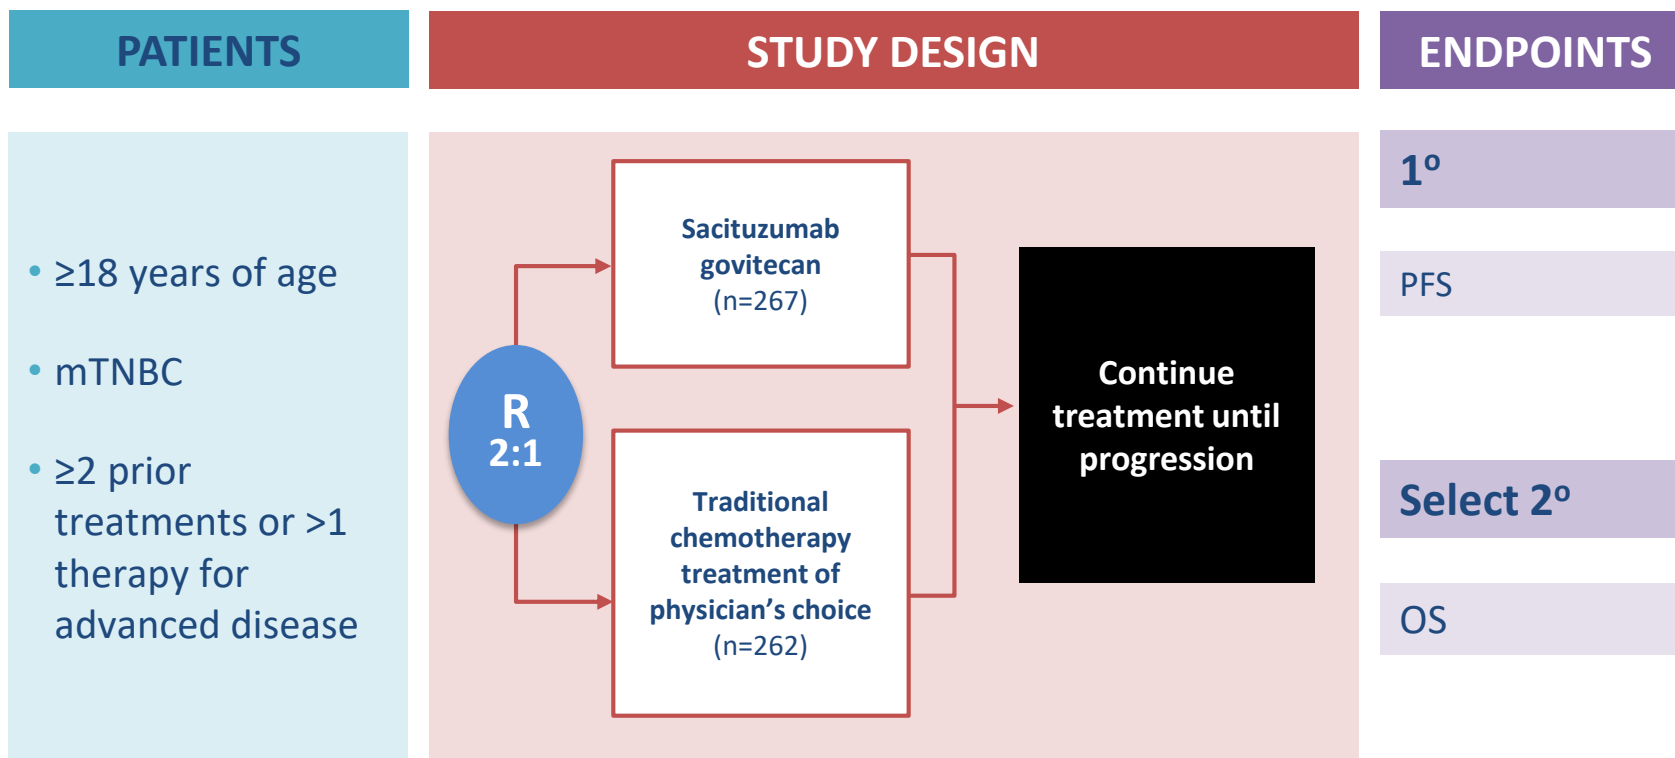 PATIENTS
• ≥18 years of age
• mTNBC
• ≥2 prior
treatments or >1
therapy for
advanced disease
STUDY DESIGN
R
2:1
Sacituzumab
govitecan
(n=267)
Traditional
chemotherapy
treatment of
physician’s choice
(n=262)
Continue
treatment until
progression
ENDPOINTS
1º
PFS
Select 2º
OS